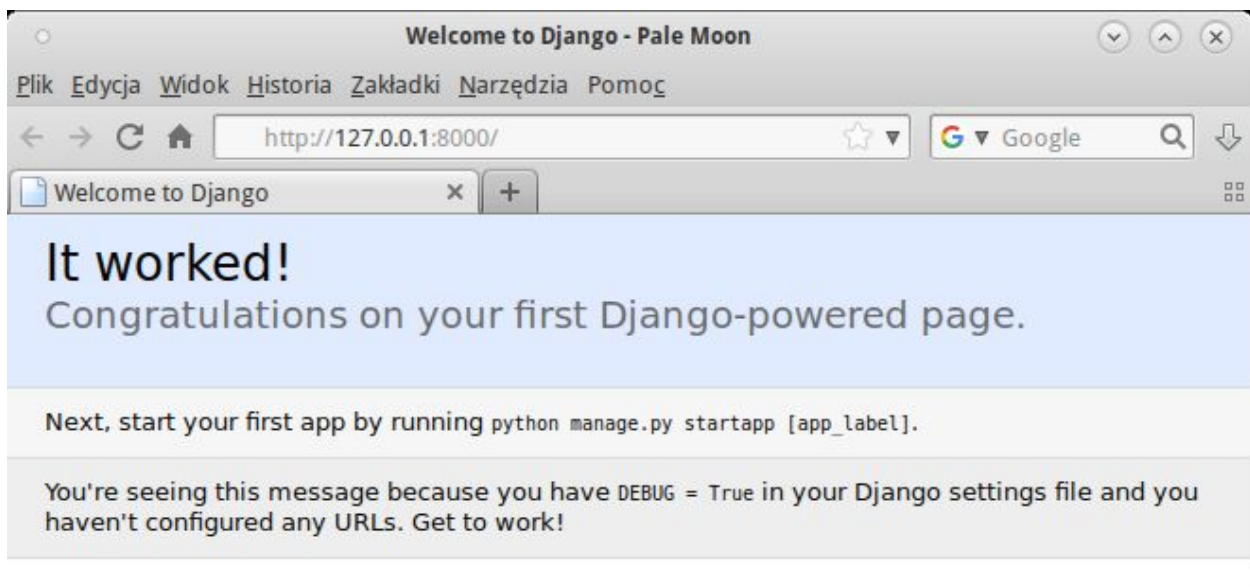 Welcome to Django - Pale Moon
Plik Edycja Widok Historia Zakładki Narzędzia Pomoc
http://127.0.0.1:8000/ Google
Welcome to Django
It worked!
Congratulations on your first Django-powered page.
Next, start your first app by running python manage.py startapp [app_label].
You're seeing this message because you have DEBUG = True in your Django settings file and you
haven't configured any URLs. Get to work!